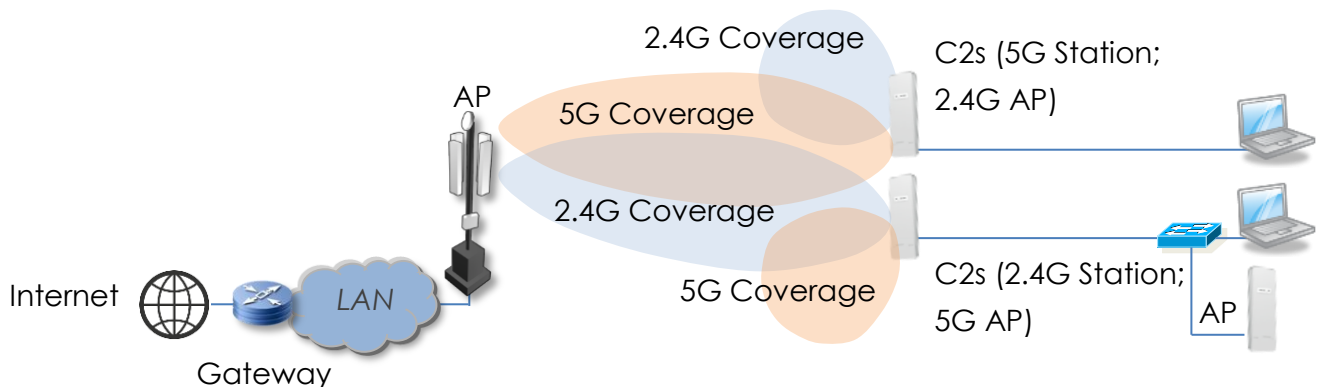 2.4G Coverage
C2s (5G Station;
2.4G AP)
AP
5G Coverage
2.4G Coverage
5G Coverage
C2s (2.4G Station;
5G AP)
AP
Internet
LAN
Gateway